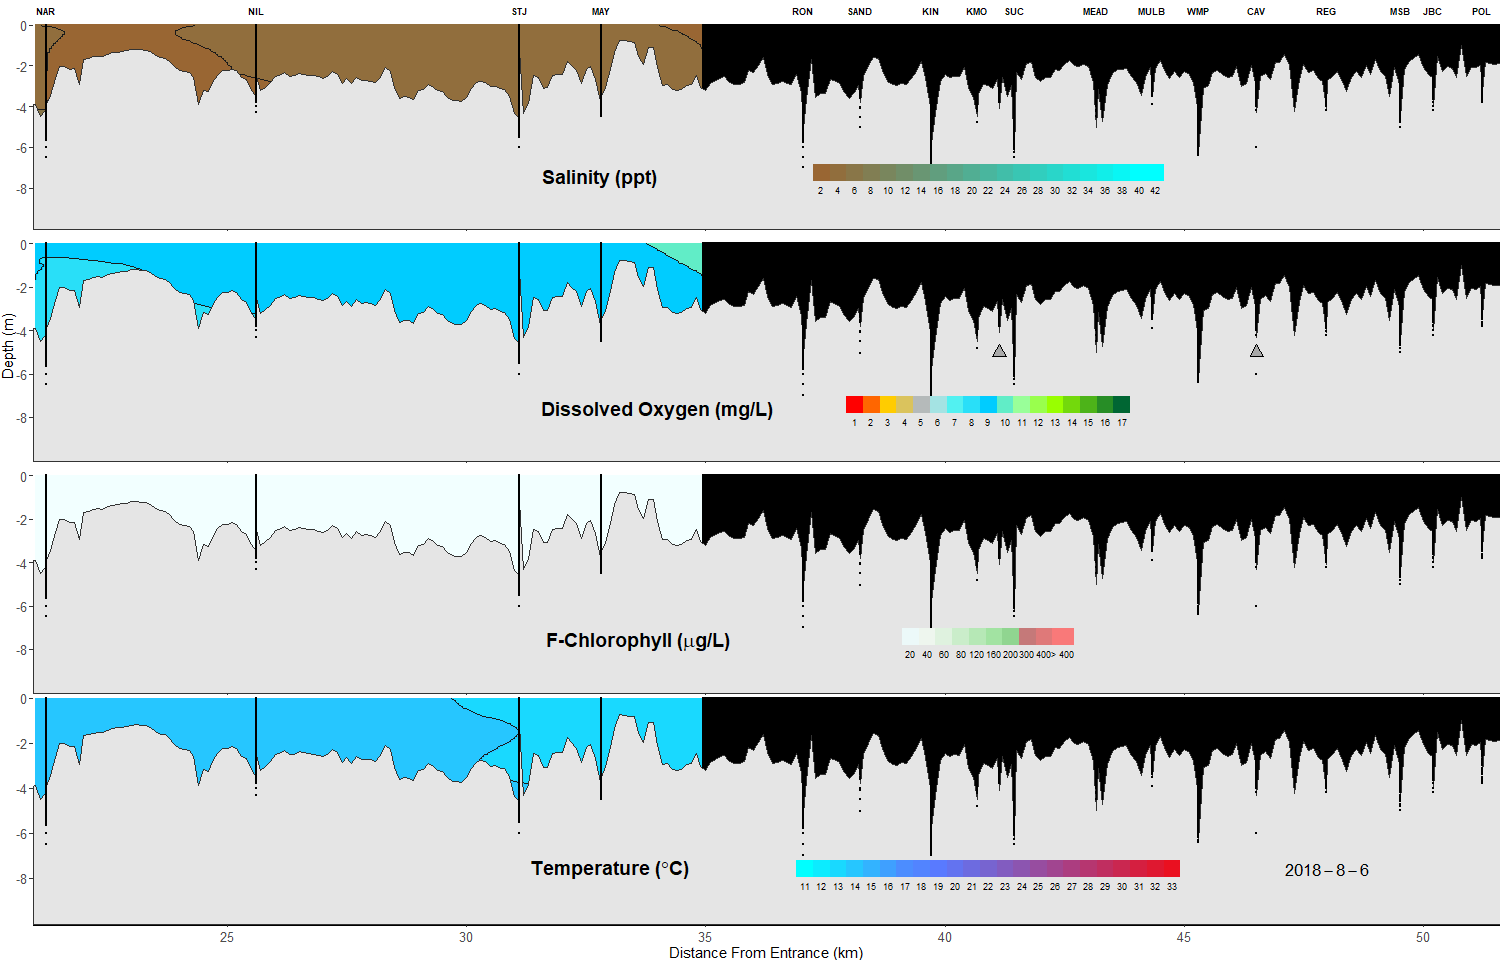 NAR NIL STJ MAY RON SAND KIN KMO SUC MEAD MULB WMP CAV REG MSB JBC POL
0
-2
-4
-6
-8
Salinity (ppt)
2 4 6 8 10 12 14 16 18 20 22 24 26 28 30 32 34 36 38 40 42
0
-2
-4
-6
-8
Depth (m)
Dissolved Oxygen (mg/L)
1 2 3 4 5 6 7 8 9 10 11 12 13 14 15 16 17
0
-2
-4
-6
-8
F-Chlorophyll (μg/L)
20 40 60 80 120 160 200 300 400> 400
0
-2
-4
-6
-8
Temperature (°C)
11 12 13 14 15 16 17 18 19 20 21 22 23 24 25 26 27 28 29 30 31 32 33
2018-8-6
25 30 35 40 45 50
Distance From Entrance (km)